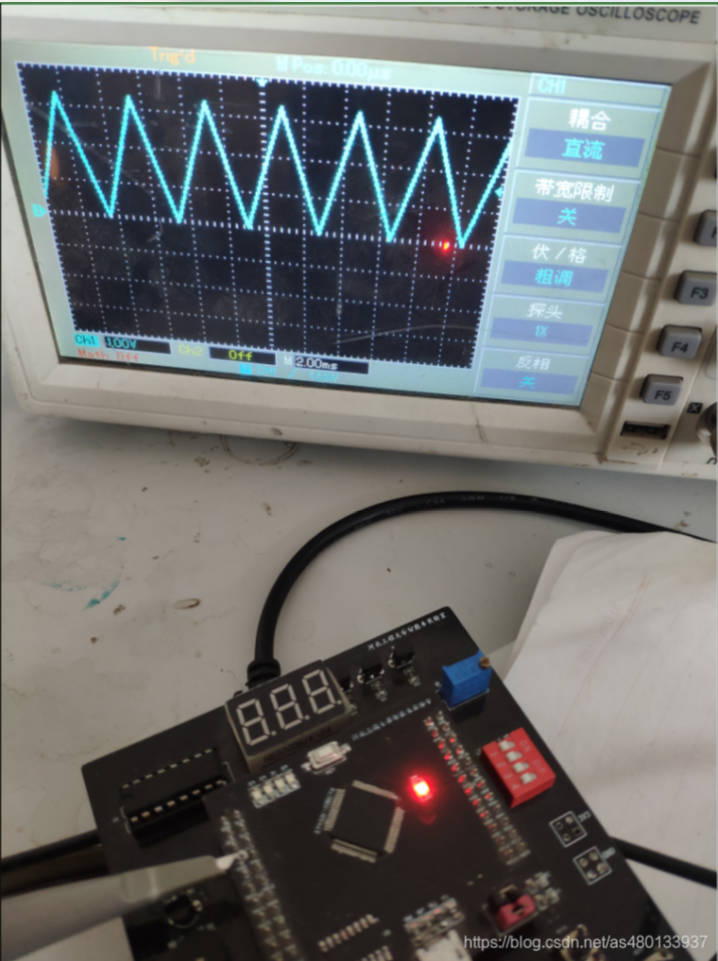 STORAGE OSCILLOSCOPE
Trig'd
M Pos: 0.00μs
CH1
耦合
直流
带宽限制
关
伏/格
粗调
探头
1X
反相
关
F3
F4
F5
CH1 1.00V
Ch2 Off
M 2.00ms
Math Off
https://blog.csdn.net/as480133937